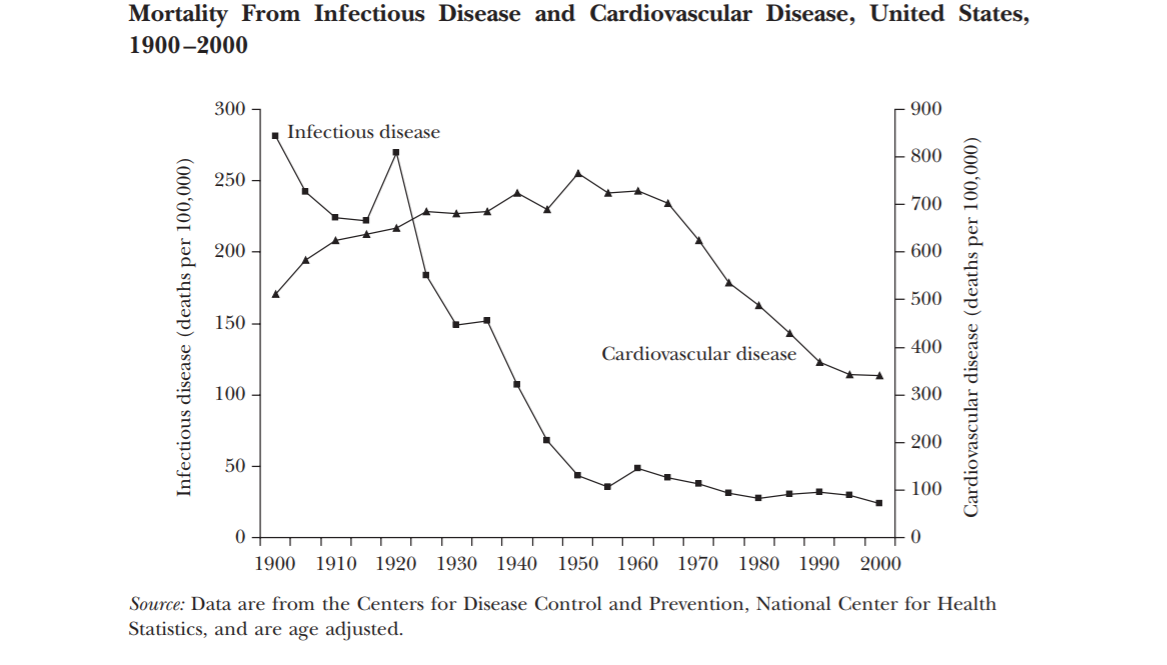 Mortality From Infectious Disease and Cardiovascular Disease, United States,
1900–2000
300
250
200
150
100
50
0
Infectious disease (deaths per 100,000)
Infectious disease
Cardiovascular disease
900
800
700
600
500
400
300
200
100
0
Cardiovascular disease (deaths per 100,000)
1900 1910 1920 1930 1940 1950 1960 1970 1980 1990 2000
Source: Data are from the Centers for Disease Control and Prevention, National Center for Health
Statistics, and are age adjusted.